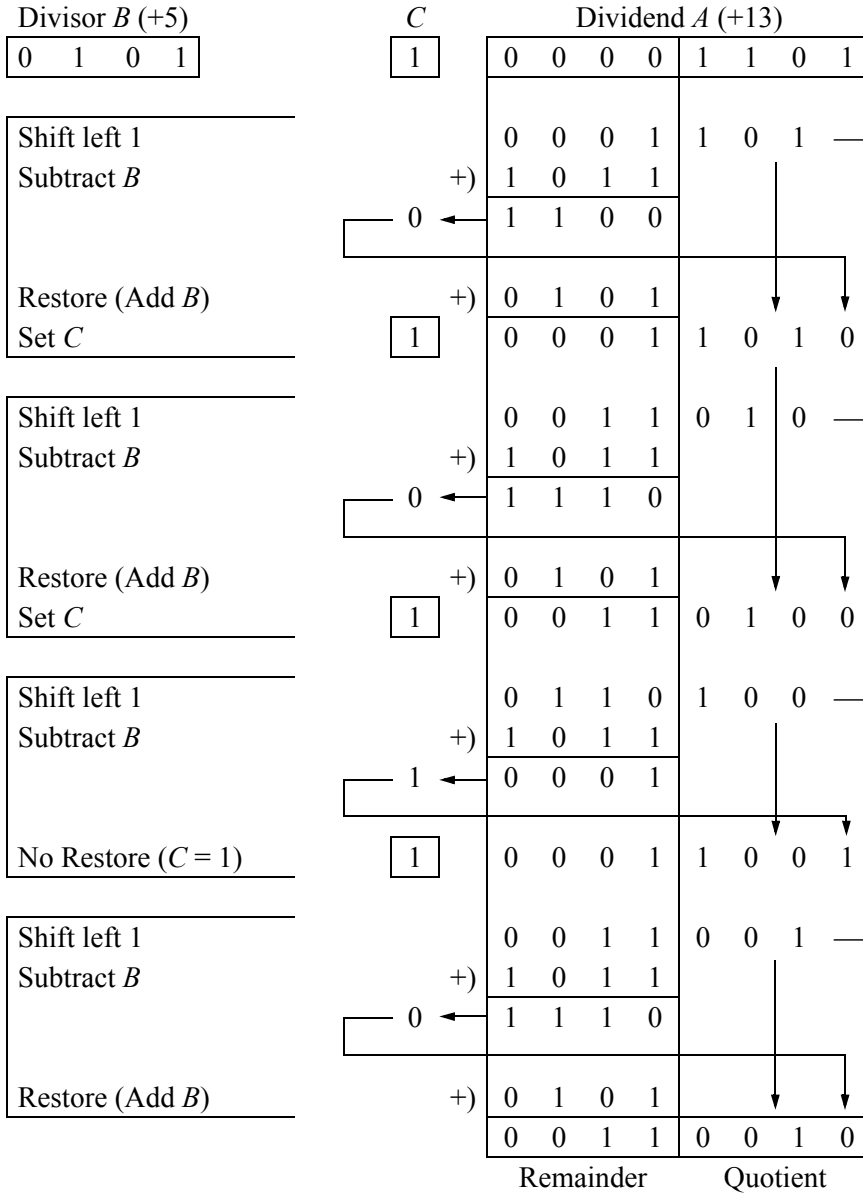 Divisor B (+5) C Dividend A (+13)
0 1 0 1 1 0 0 0 0 1 1 0 1
Shift left 1 0 0 0 1 1 0 1 —
Subtract B +) 1 0 1 1
0 1 1 0 0
Restore (Add B) +) 0 1 0 1
Set C 1 0 0 0 1 1 0 1 0
Shift left 1 0 0 1 1 0 1 0 —
Subtract B +) 1 0 1 1
0 1 1 1 0
Restore (Add B) +) 0 1 0 1
Set C 1 0 0 1 1 0 1 0 0
Shift left 1 0 1 1 0 1 0 0 —
Subtract B +) 1 0 1 1
1 0 0 0 1
No Restore (C = 1) 1 0 0 0 1 1 0 0 1
Shift left 1 0 0 1 1 0 0 1 —
Subtract B +) 1 0 1 1
0 1 1 1 0
Restore (Add B) +) 0 1 0 1
0 0 1 1 0 0 1 0
Remainder Quotient